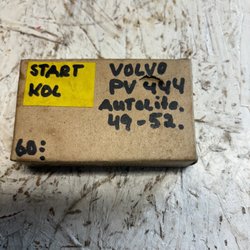 START
KOL
VOLVO
PV 444
AUTOLITE.
49-52.
60: